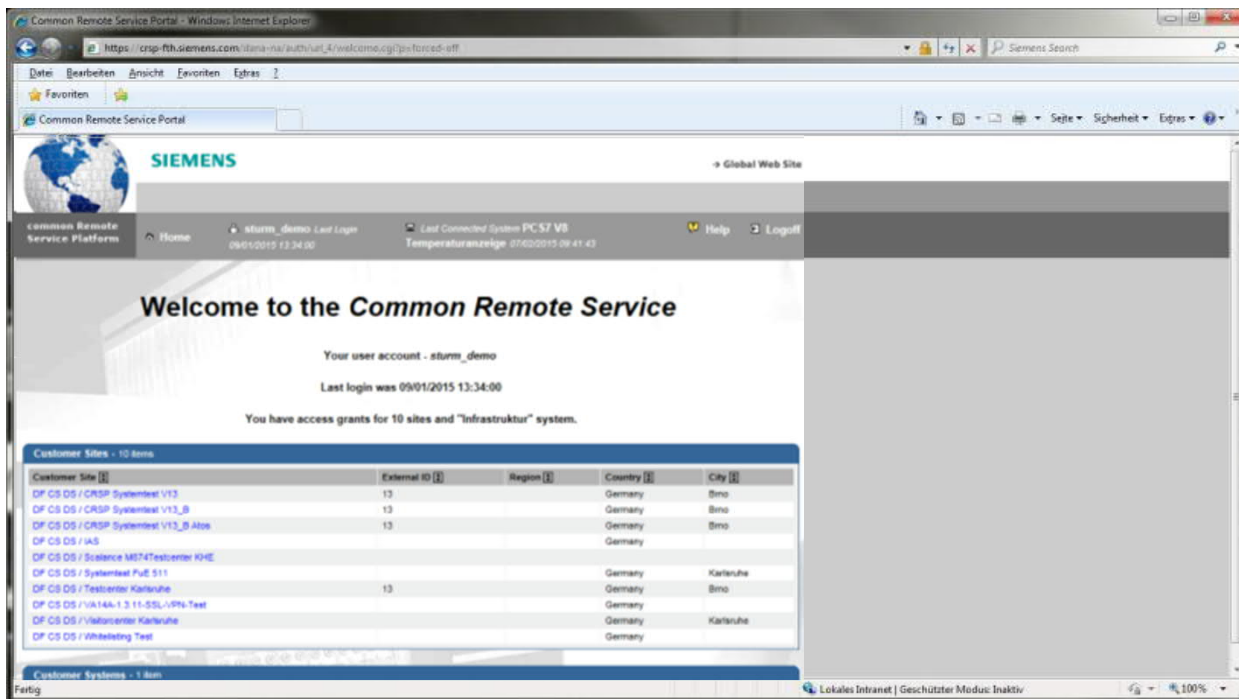 Common Remote Service Portal - Windows Internet Explorer
https://crsp-fth.siemens.com/dana-na/auth/url_4/welcome.cgi?p=forced-off
Siemens Search
Datei Bearbeiten Ansicht Favoriten Extras ?
Favoriten
Common Remote Service Portal
Seite Sicherheit Extras
SIEMENS
→ Global Web Site
common Remote Service Platform
Home
sturm_demo Last Login 09/01/2015 13:34:00
Last Connected System PCS7 V8 Temperaturanzeige 07/02/2015 09:41:43
Help
Logoff
Welcome to the Common Remote Service
Your user account - sturm_demo
Last login was 09/01/2015 13:34:00
You have access grants for 10 sites and "Infrastruktur" system.
Customer Sites - 10 items
Customer Site External ID Region Country City
DF CS DS / CRSP Systemtest V13 13 Germany Brno
DF CS DS / CRSP Systemtest V13_B 13 Germany Brno
DF CS DS / CRSP Systemtest V13_B Atos 13 Germany Brno
DF CS DS / IAS Germany
DF CS DS / Scalance M874Testcenter KHE
DF CS DS / Systemtest FuE 511 Germany Karlsruhe
DF CS DS / Testcenter Karlsruhe 13 Germany Brno
DF CS DS / VA14A-1.3.11-SSL-VPN-Test Germany
DF CS DS / Visitorcenter Karlsruhe Germany Karlsruhe
DF CS DS / Whitelisting Test Germany
Customer Systems - 1 item
Fertig
Lokales Intranet | Geschützter Modus: Inaktiv
100%